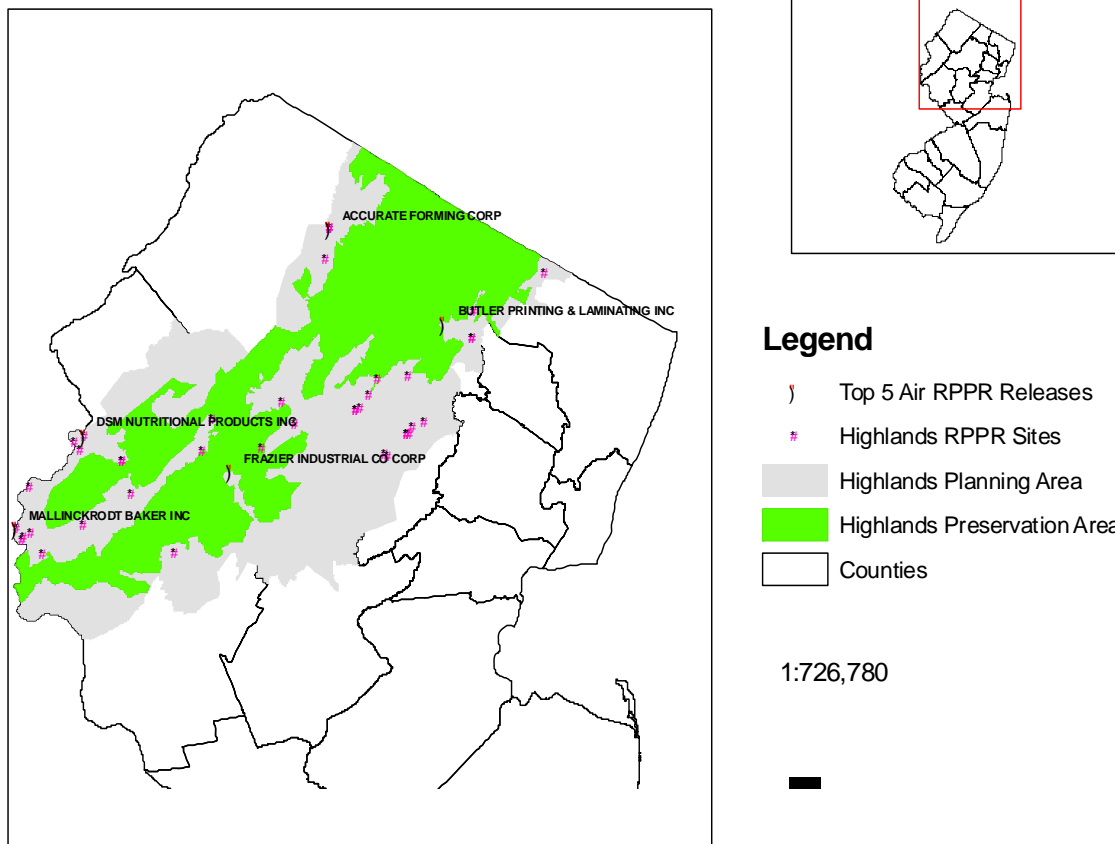 ACCURATE FORMING CORP
BUTLER PRINTING & LAMINATING INC
DSM NUTRITIONAL PRODUCTS INC
FRAZIER INDUSTRIAL CO CORP
MALLINCKRODT BAKER INC
Legend
Top 5 Air RPPR Releases
Highlands RPPR Sites
Highlands Planning Area
Highlands Preservation Area
Counties
1:726,780